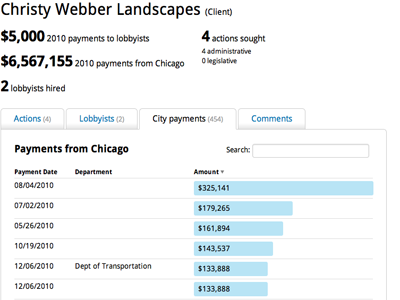 Christy Webber Landscapes (Client)
$5,000 2010 payments to lobbyists
4 actions sought
4 administrative
0 legislative
$6,567,155 2010 payments from Chicago
2 lobbyists hired
Actions (4) Lobbyists (2) City payments (454) Comments
Payments from Chicago Search:
Payment Date Department Amount ▾
08/04/2010 $325,141
07/02/2010 $179,265
05/26/2010 $161,894
10/19/2010 $143,537
12/06/2010 Dept of Transportation $133,888
12/06/2010 $133,888